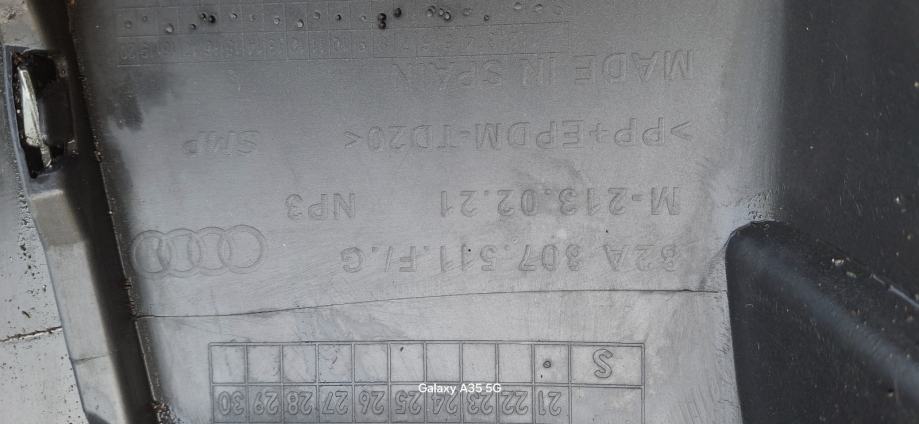 21 22 23 24 25 26 27 28 29 30
S
82A 807.511.F/.G
M-213.02.21 NP3
>PP+EPDM-TD20< SMP
MADE IN SPAIN
Galaxy A35 5G